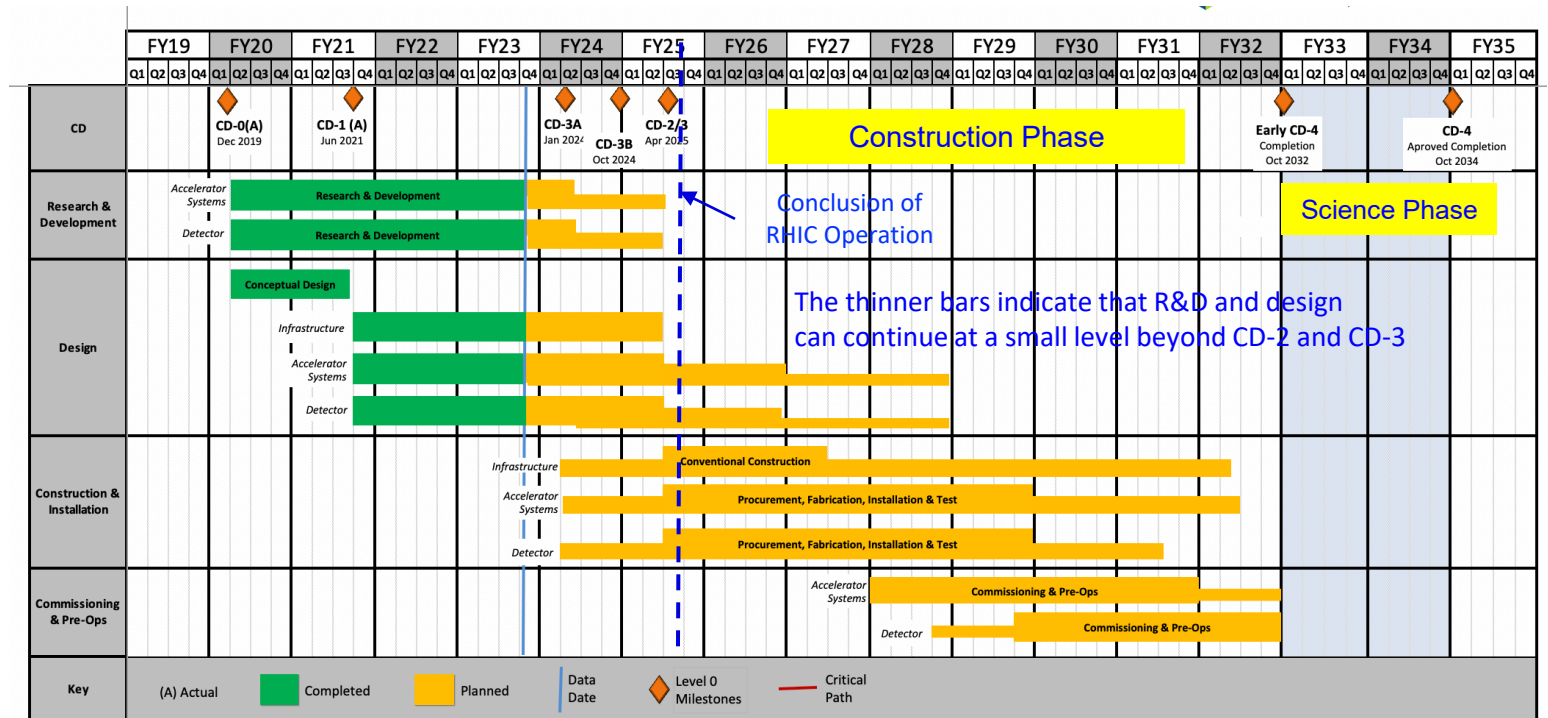 FY19 FY20 FY21 FY22 FY23 FY24 FY25 FY26 FY27 FY28 FY29 FY30 FY31 FY32 FY33 FY34 FY35
Q1 Q2 Q3 Q4 Q1 Q2 Q3 Q4 Q1 Q2 Q3 Q4 Q1 Q2 Q3 Q4 Q1 Q2 Q3 Q4 Q1 Q2 Q3 Q4 Q1 Q2 Q3 Q4 Q1 Q2 Q3 Q4 Q1 Q2 Q3 Q4 Q1 Q2 Q3 Q4 Q1 Q2 Q3 Q4 Q1 Q2 Q3 Q4 Q1 Q2 Q3 Q4 Q1 Q2 Q3 Q4 Q1 Q2 Q3 Q4 Q1 Q2 Q3 Q4 Q1 Q2 Q3 Q4
CD
CD-0(A)
Dec 2019
CD-1 (A)
Jun 2021
CD-3A
Jan 2024
CD-3B
Oct 2024
CD-2/3
Apr 2025
Construction Phase
Early CD-4
Completion
Oct 2032
CD-4
Aproved Completion
Oct 2034
Research &
Development
Accelerator
Systems
Research & Development
Detector
Research & Development
Conclusion of
RHIC Operation
Science Phase
Design
Conceptual Design
Infrastructure
Accelerator
Systems
Detector
The thinner bars indicate that R&D and design
can continue at a small level beyond CD-2 and CD-3
Construction &
Installation
Infrastructure
Conventional Construction
Accelerator
Systems
Procurement, Fabrication, Installation & Test
Detector
Procurement, Fabrication, Installation & Test
Commissioning
& Pre-Ops
Accelerator
Systems
Commissioning & Pre-Ops
Detector
Commissioning & Pre-Ops
Key
(A) Actual
Completed
Planned
Data
Date
Level 0
Milestones
Critical
Path